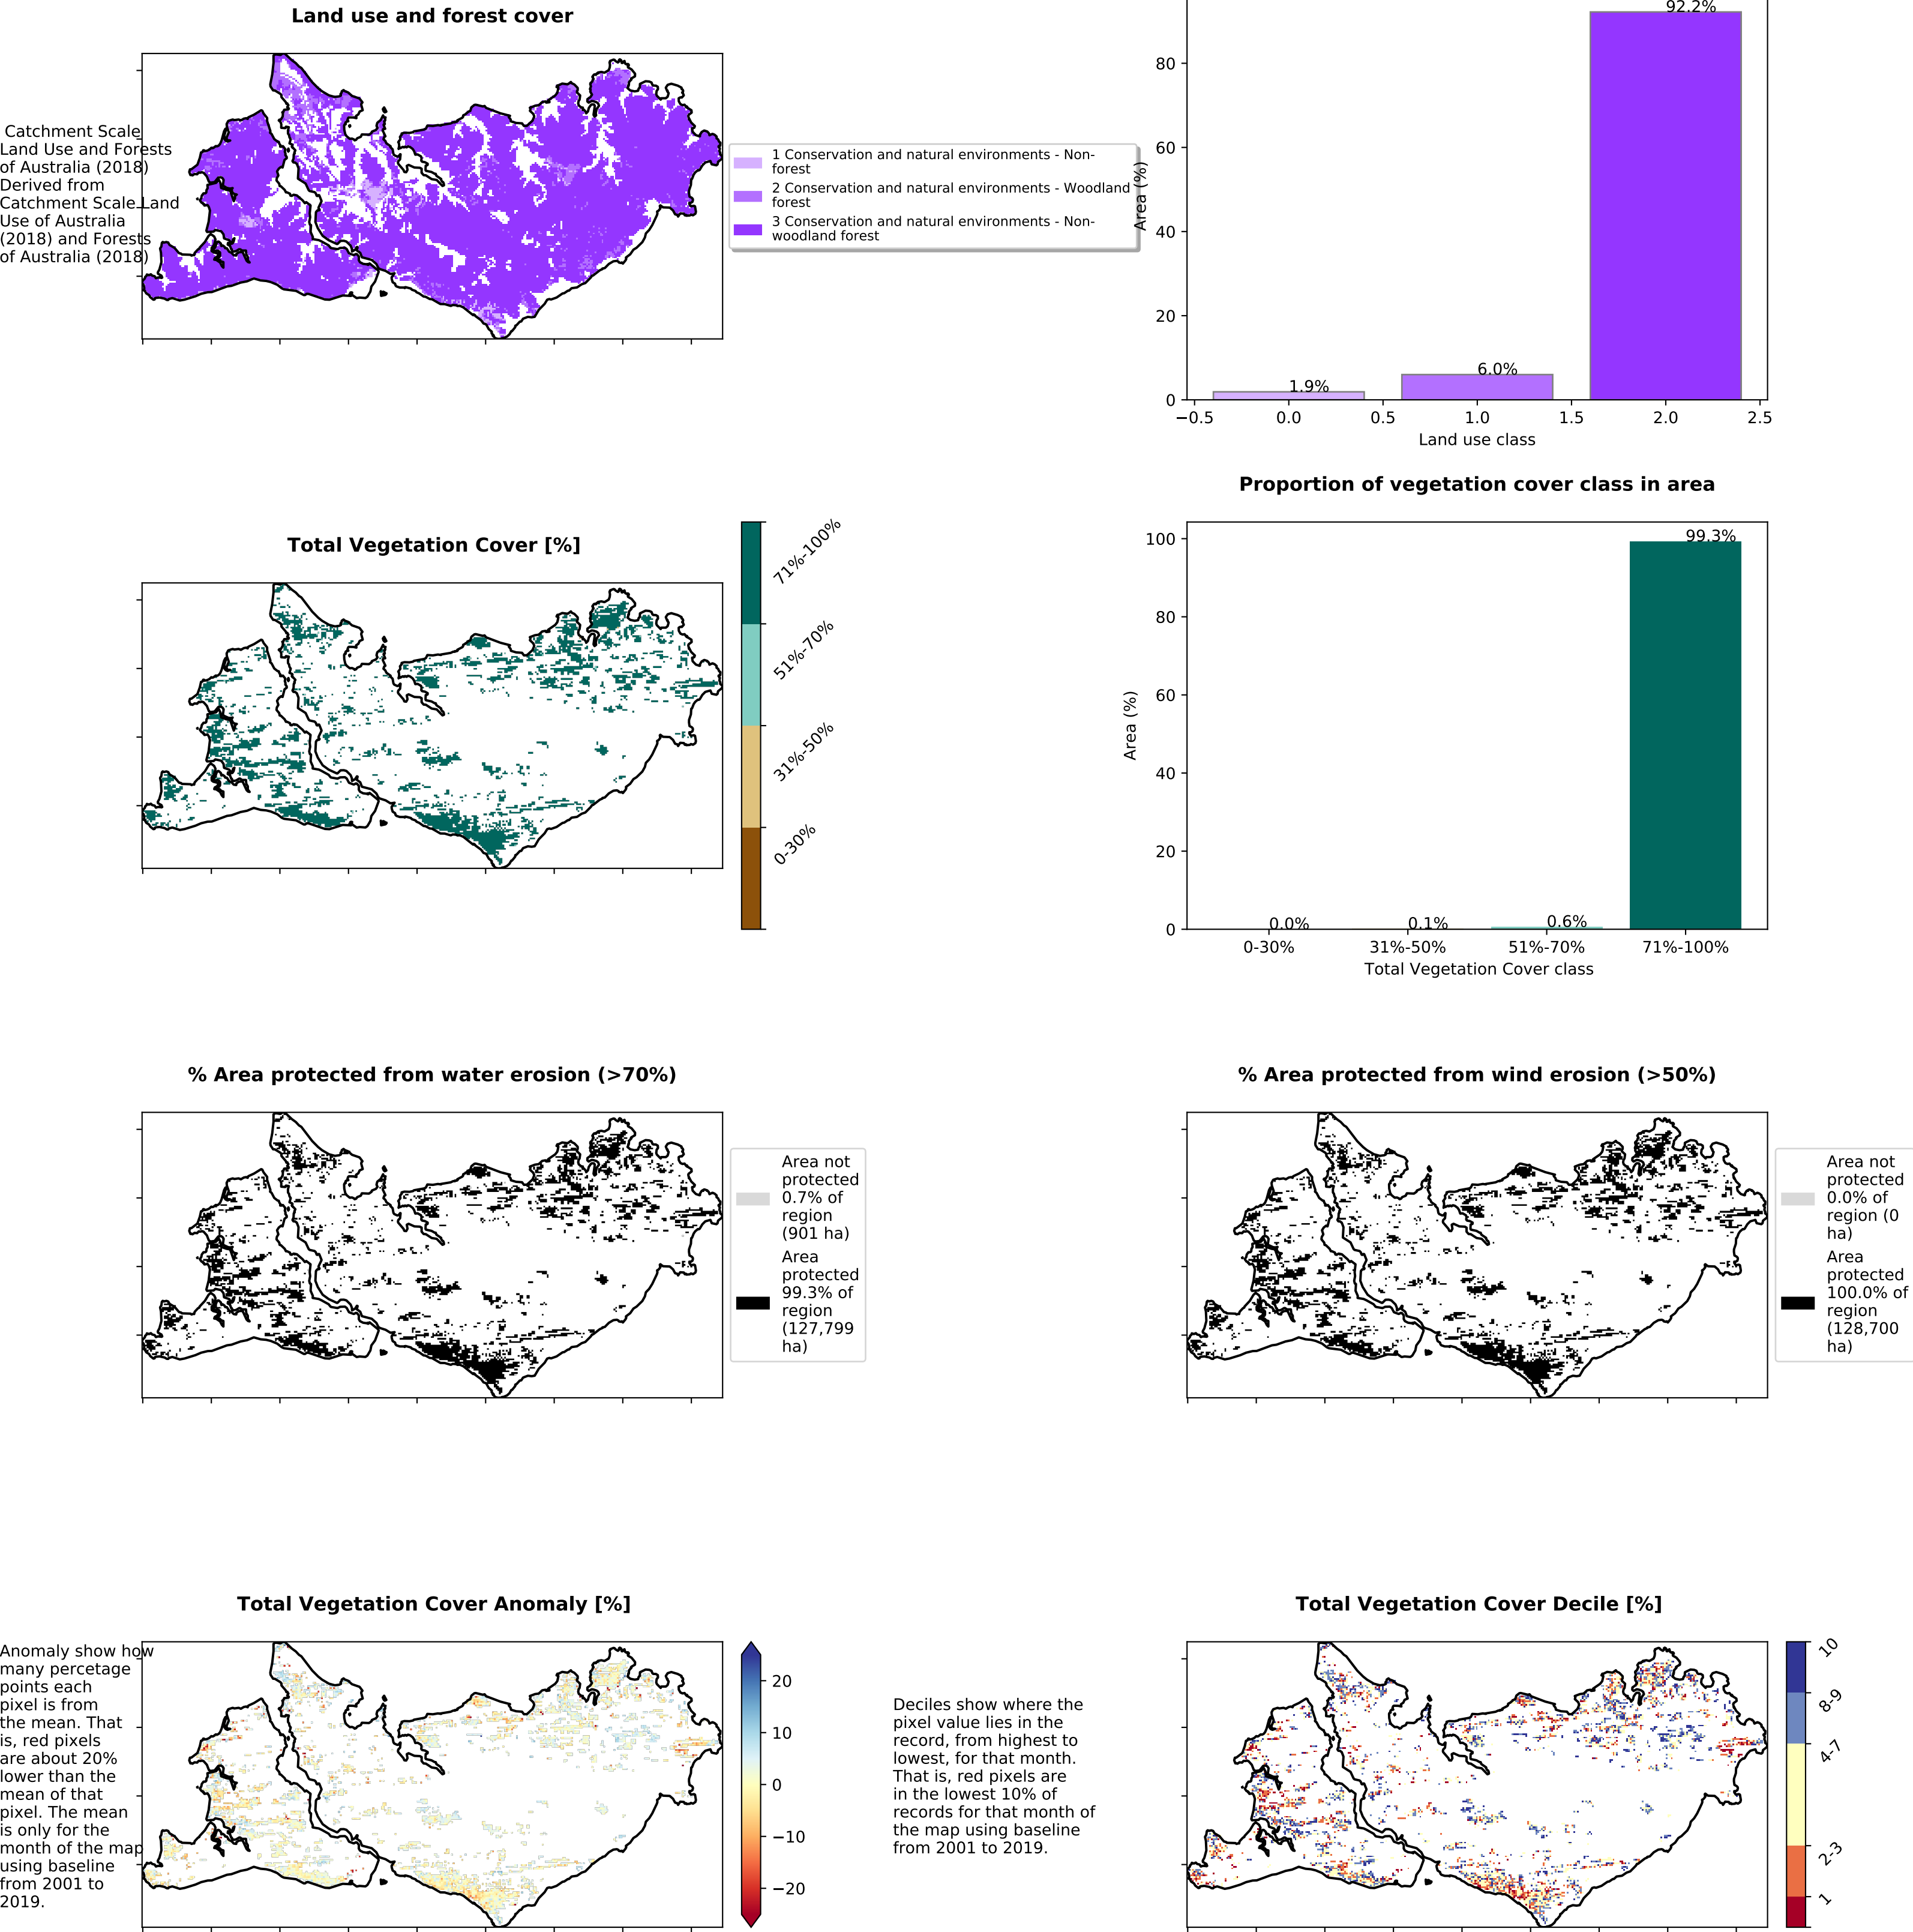 Land use and forest cover
Catchment Scale
Land Use and Forests
of Australia (2018)
Derived from
Catchment Scale Land
Use of Australia
(2018) and Forests
of Australia (2018)
1 Conservation and natural environments - Non-
forest
2 Conservation and natural environments - Woodland
forest
3 Conservation and natural environments - Non-
woodland forest
Area (%)
80
60
40
20
0
1.9%
6.0%
92.2%
−0.5
0.0
0.5
1.0
1.5
2.0
2.5
Land use class
Total Vegetation Cover [%]
71%-100%
51%-70%
31%-50%
0-30%
Proportion of vegetation cover class in area
Area (%)
100
80
60
40
20
0
0.0%
0.1%
0.6%
99.3%
0-30%
31%-50%
51%-70%
71%-100%
Total Vegetation Cover class
% Area protected from water erosion (>70%)
Area not
protected
0.7% of
region
(901 ha)
Area
protected
99.3% of
region
(127,799
ha)
% Area protected from wind erosion (>50%)
Area not
protected
0.0% of
region (0
ha)
Area
protected
100.0% of
region
(128,700
ha)
Total Vegetation Cover Anomaly [%]
Anomaly show how
many percetage
points each
pixel is from
the mean. That
is, red pixels
are about 20%
lower than the
mean of that
pixel. The mean
is only for the
month of the map
using baseline
from 2001 to
2019.
20
10
0
−10
−20
Total Vegetation Cover Decile [%]
Deciles show where the
pixel value lies in the
record, from highest to
lowest, for that month.
That is, red pixels are
in the lowest 10% of
records for that month of
the map using baseline
from 2001 to 2019.
10
8-9
4-7
2-3
1